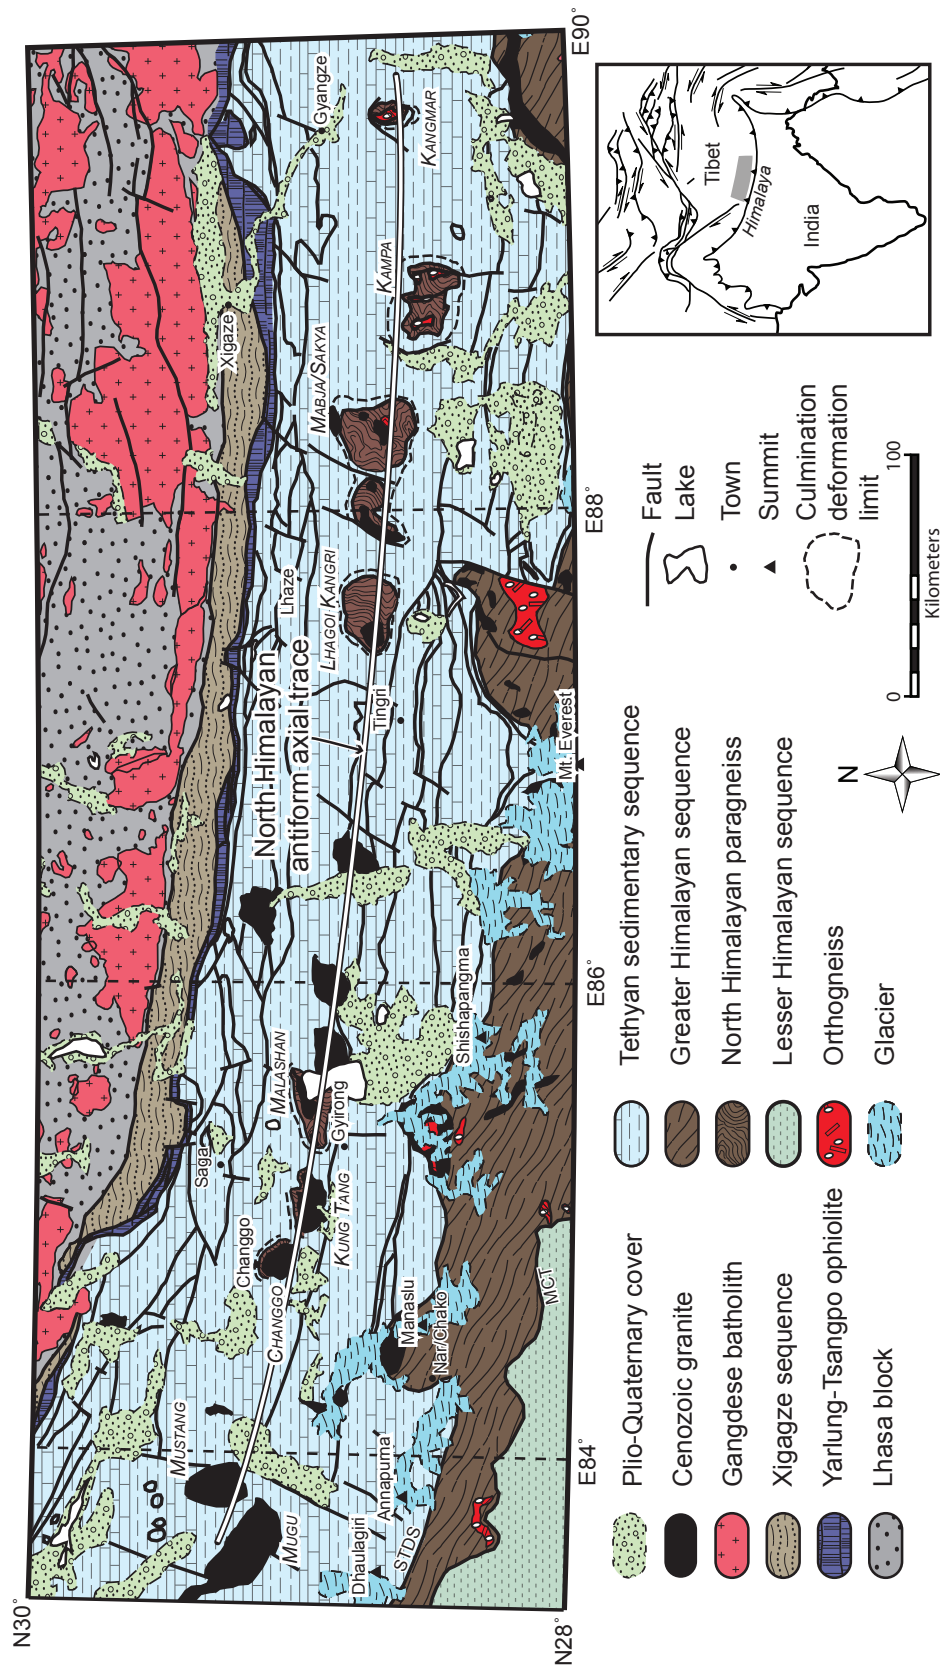 N30°
N28°
E84°
E86°
E88°
E90°
MUGU
MUSTANG
Dhaulagiri
STDS
Annapurna
Changgo
CHANGGO
Manaslu
Nar/Chako
MCT
Saga
KUNG TANG
Gyirong
MALASHAN
Shishapangma
North Himalayan
antiform axial trace
Lhaze
LHAGOI KANGRI
Tingri
Mt. Everest
MABJA/SAKYA
Xigaze
KAMPA
KANGMAR
Gyangze
Plio-Quaternary cover
Cenozoic granite
Gangdese batholith
Xigagze sequence
Yarlung-Tsangpo ophiolite
Lhasa block
Tethyan sedimentary sequence
Greater Himalayan sequence
North Himalayan paragneiss
Lesser Himalayan sequence
Orthogneiss
Glacier
Fault
Lake
Town
Summit
Culmination
deformation
limit
N
0
100
Kilometers
Tibet
Himalaya
India